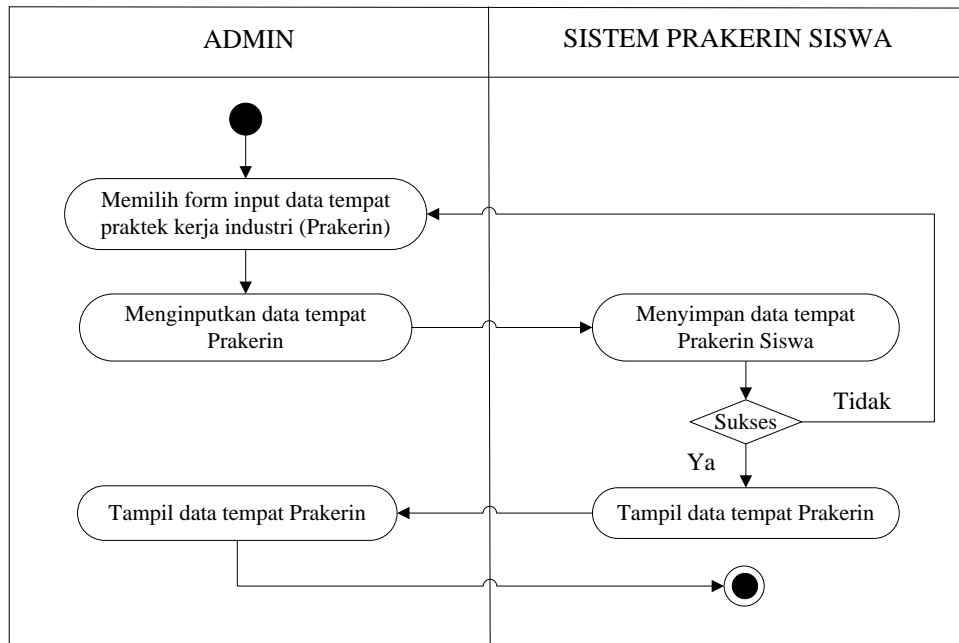 ADMIN
SISTEM PRAKERIN SISWA
Memilih form input data tempat
praktek kerja industri (Prakerin)
Menginputkan data tempat
Prakerin
Menyimpan data tempat
Prakerin Siswa
Sukses
Tidak
Ya
Tampil data tempat Prakerin
Tampil data tempat Prakerin